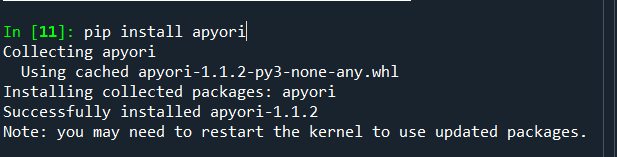 In [11]: pip install apyori
Collecting apyori
  Using cached apyori-1.1.2-py3-none-any.whl
Installing collected packages: apyori
Successfully installed apyori-1.1.2
Note: you may need to restart the kernel to use updated packages.